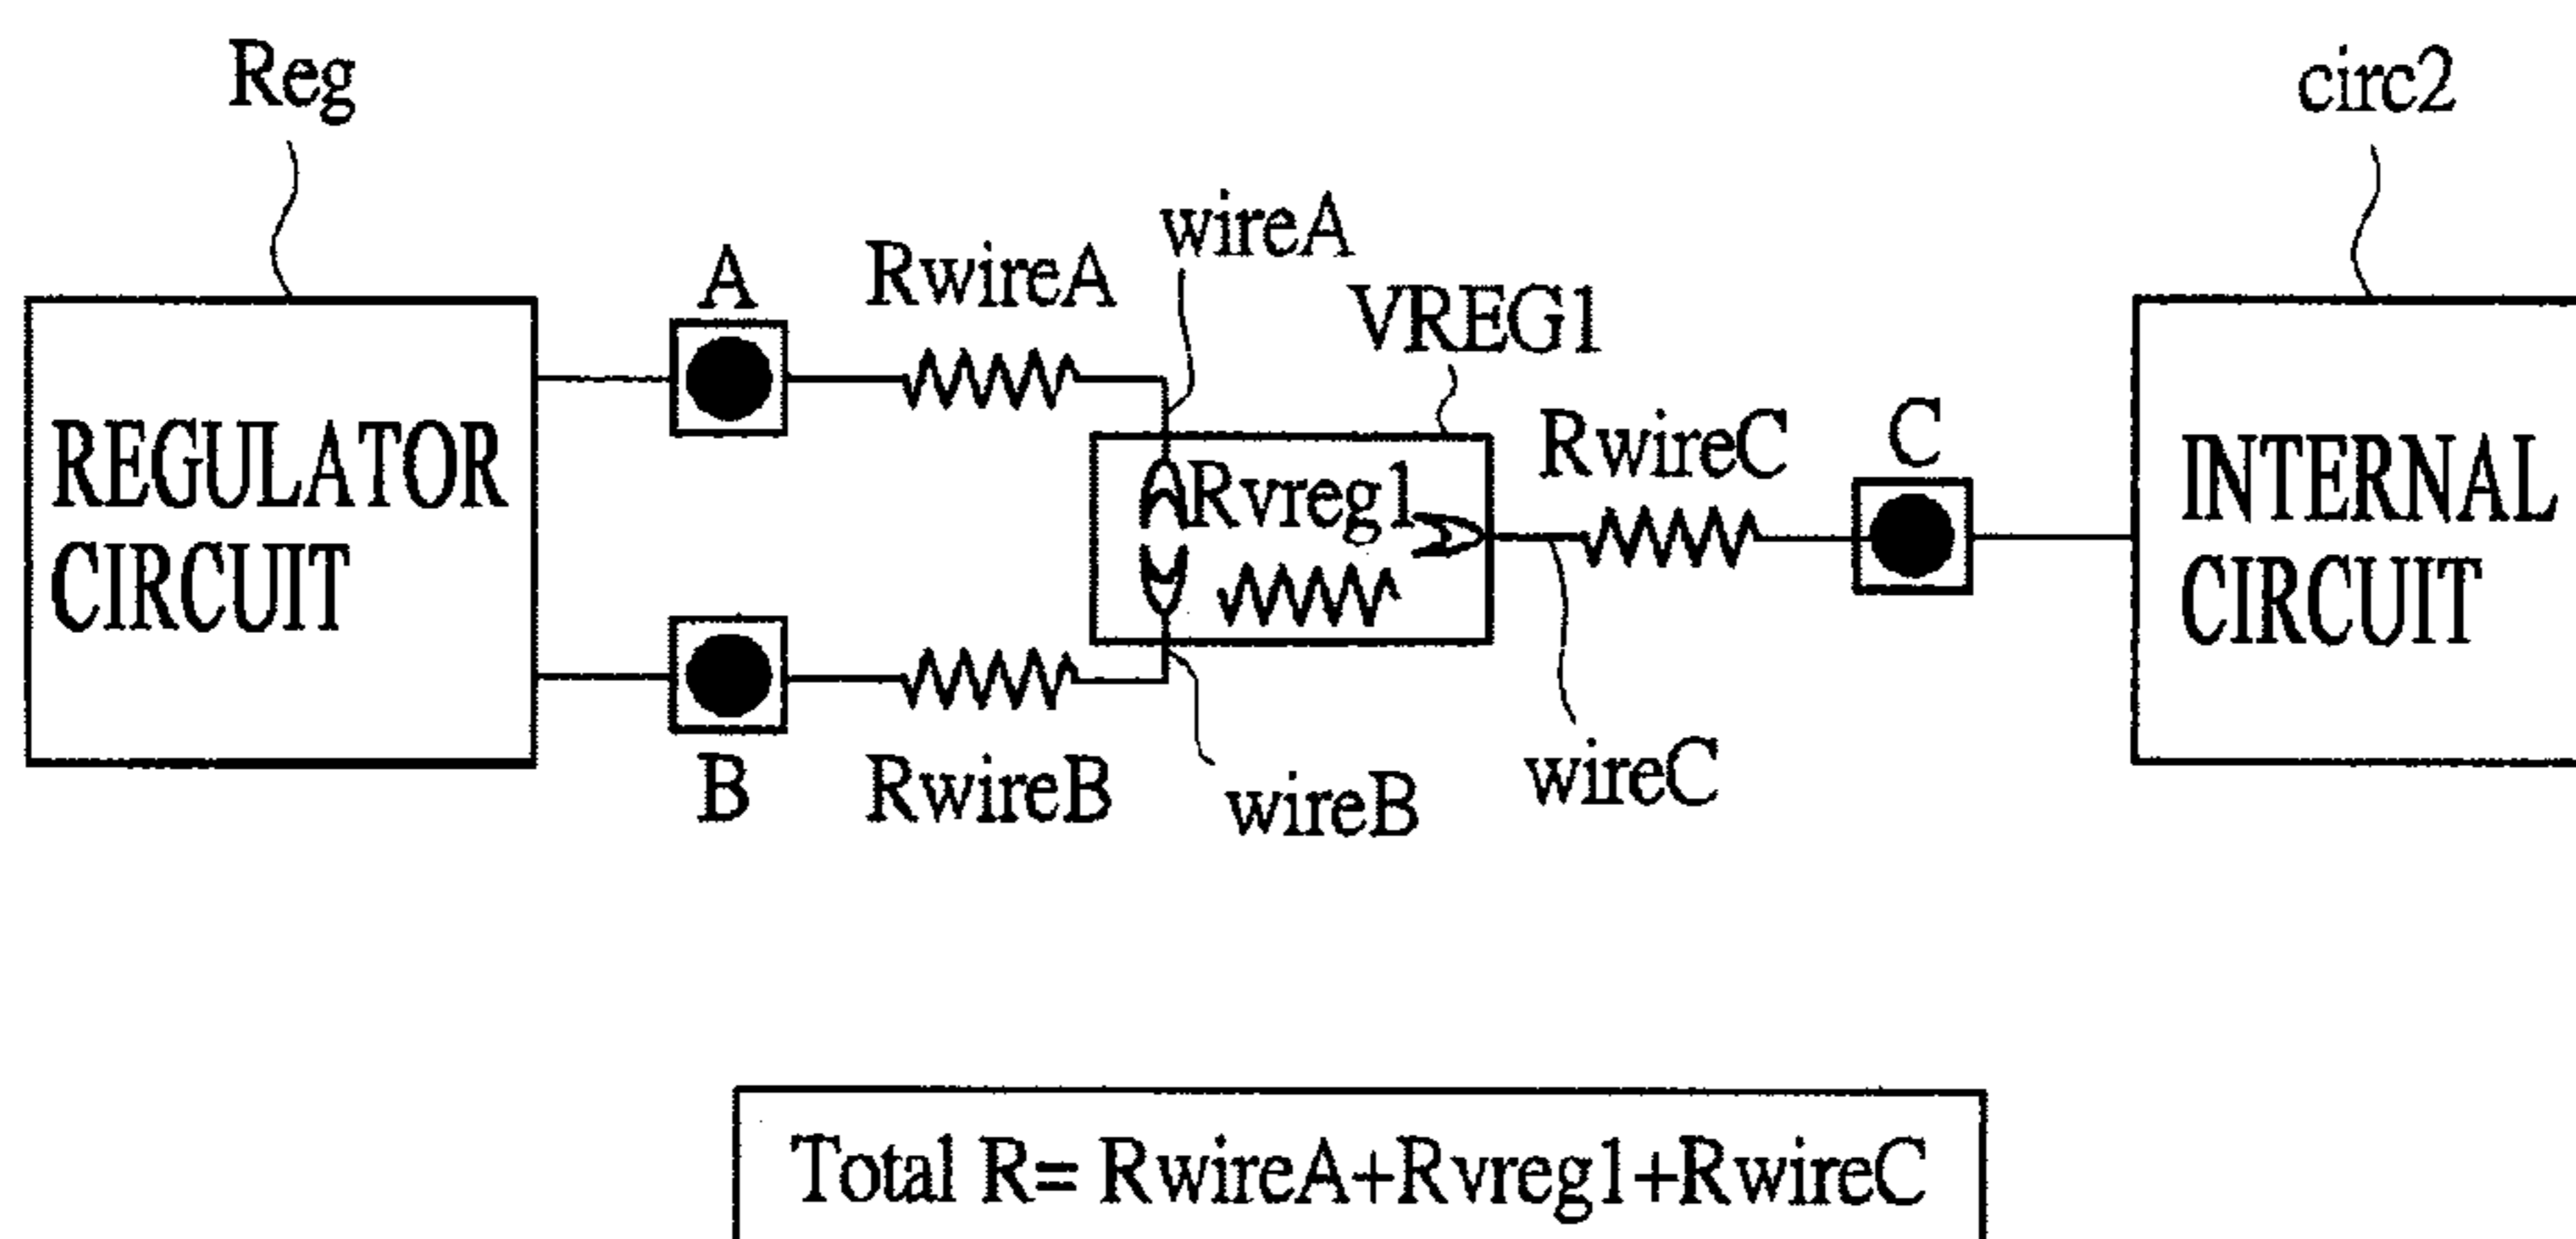 Reg
circ2
wireA
A
RwireA
VREG1
RwireC
C
REGULATOR
CIRCUIT
Rvreg1
INTERNAL
CIRCUIT
B
RwireB
wireB
wireC
Total R= RwireA+Rvreg1+RwireC